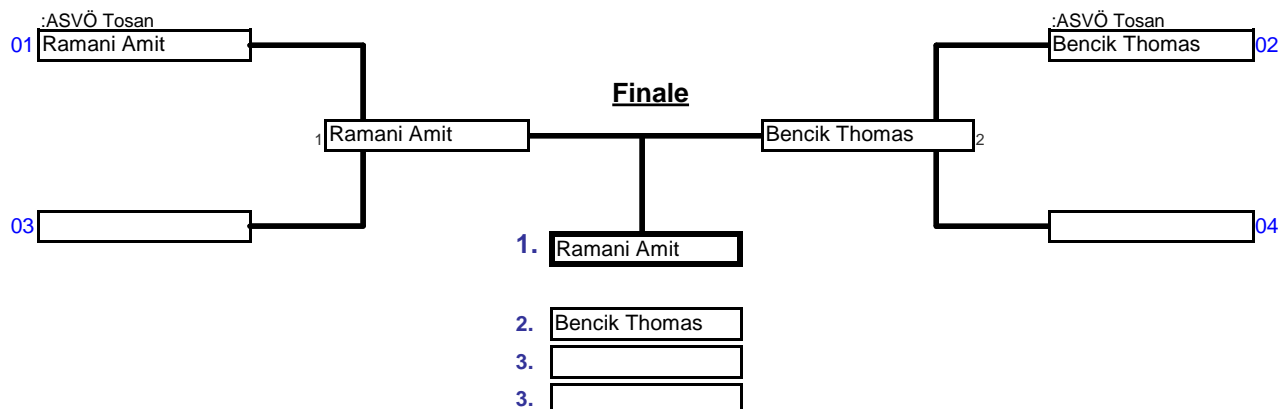 :ASVÖ Tosan
:ASVÖ Tosan
01 Ramani Amit
Bencik Thomas 02
Finale
1 Ramani Amit
Bencik Thomas 2
03
04
1. Ramani Amit
2. Bencik Thomas
3.
3.